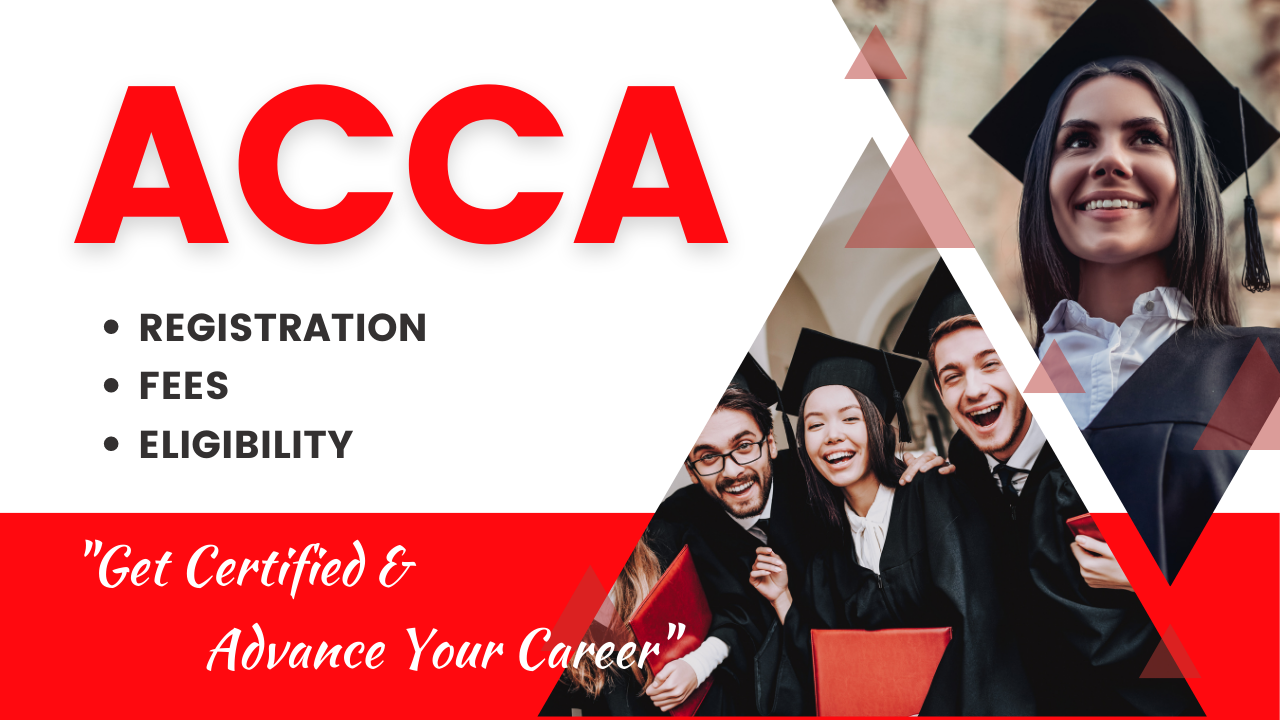 ACCA
• REGISTRATION
• FEES
• ELIGIBILITY
"Get Certified &
Advance Your Career"